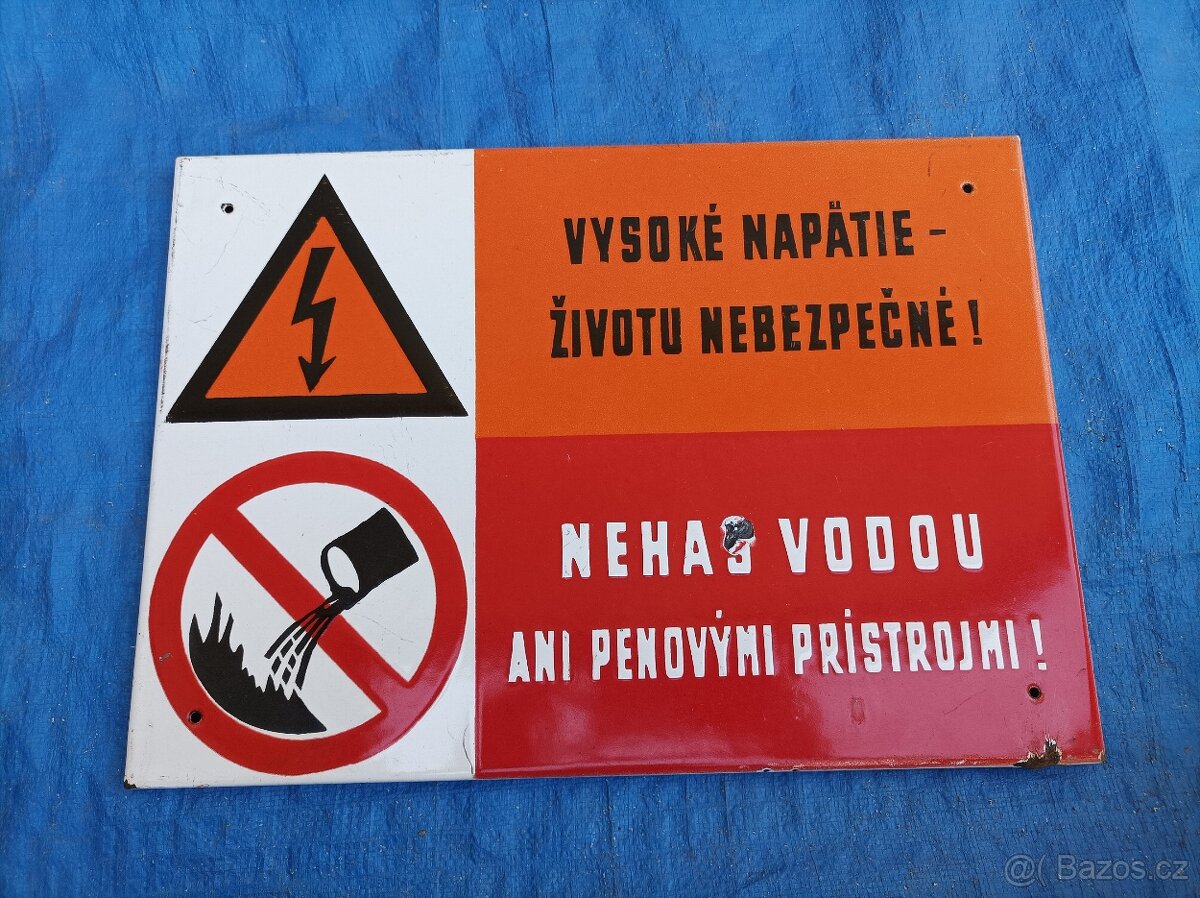 VYSOKÉ NAPÄTIE –
ŽIVOTU NEBEZPEČNÉ!
NEHAS VODOU
ANI PENOVÝMI PRÍSTROJMI!
@( Bazos.cz